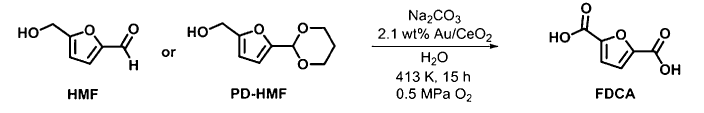 HO
O
O
H
HMF
or
HO
O
O
O
PD-HMF
Na₂CO₃
2.1 wt% Au/CeO₂
H₂O
413 K, 15 h
0.5 MPa O₂
O
HO
O
O
OH
FDCA